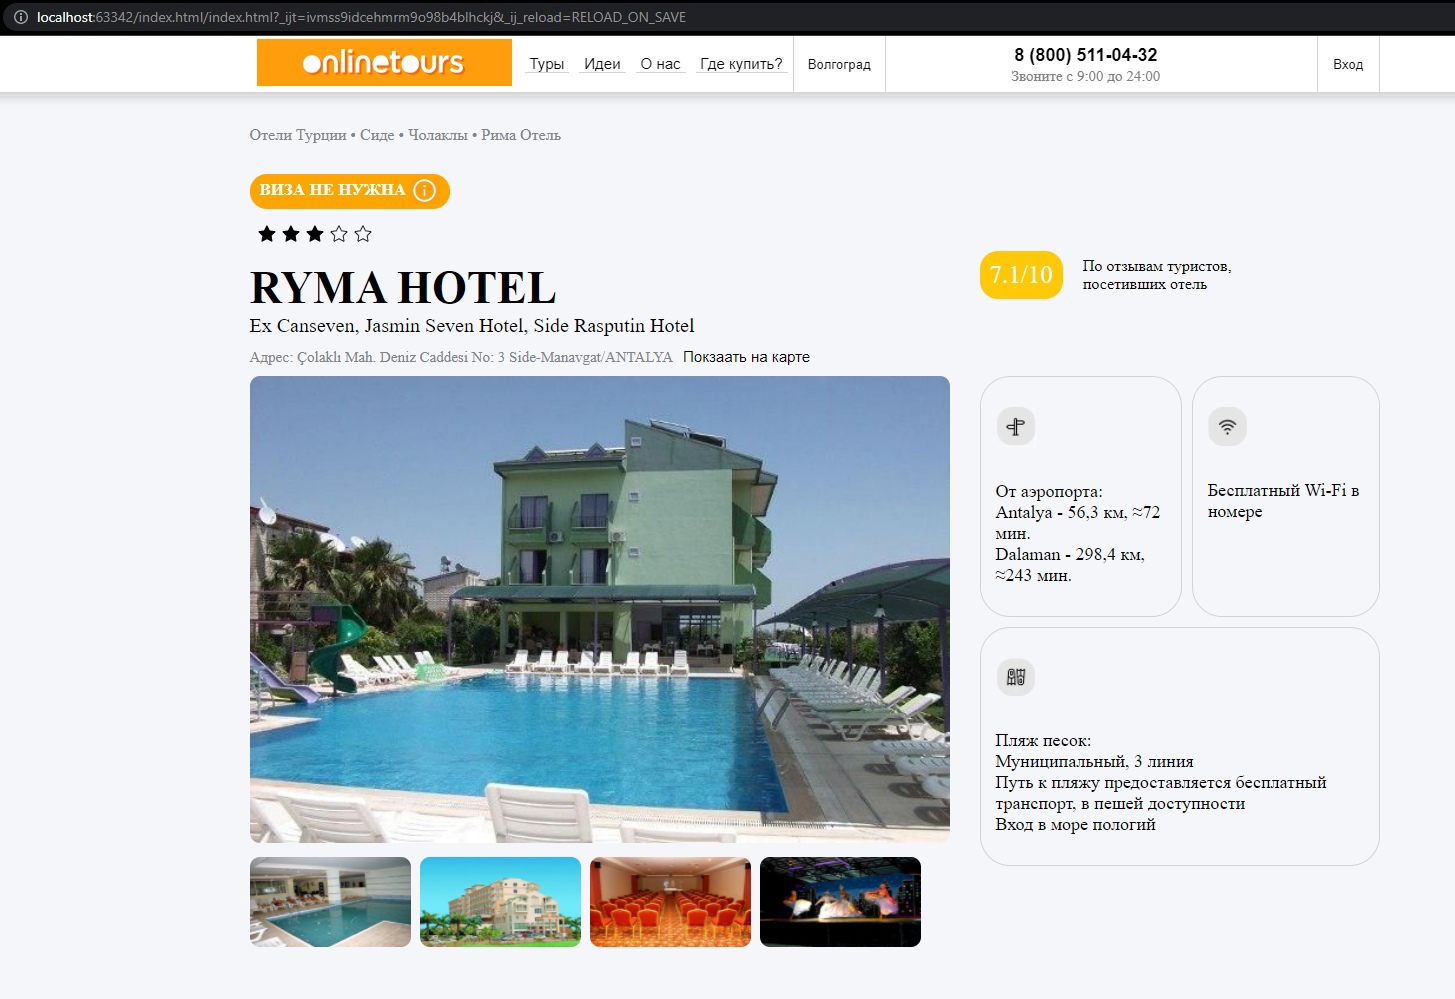 localhost:63342/index.html/index.html?_ijt=ivmss9idcehmrm9o98b4blhckj&_ij_reload=RELOAD_ON_SAVE
onlinetours Туры Идеи О нас Где купить? Волгоград 8 (800) 511-04-32 Вход
Звоните с 9:00 до 24:00
Отели Турции • Сиде • Чолаклы • Рима Отель
ВИЗА НЕ НУЖНА
RYMA HOTEL
Ex Canseven, Jasmin Seven Hotel, Side Rasputin Hotel
Адрес: Çolaklı Mah. Deniz Caddesi No: 3 Side-Manavgat/ANTALYA Покзаать на карте
7.1/10
По отзывам туристов,
посетивших отель
От аэропорта:
Antalya - 56,3 км, ≈72
мин.
Dalaman - 298,4 км,
≈243 мин.
Бесплатный Wi-Fi в
номере
Пляж песок:
Муниципальный, 3 линия
Путь к пляжу предоставляется бесплатный
транспорт, в пешей доступности
Вход в море пологий